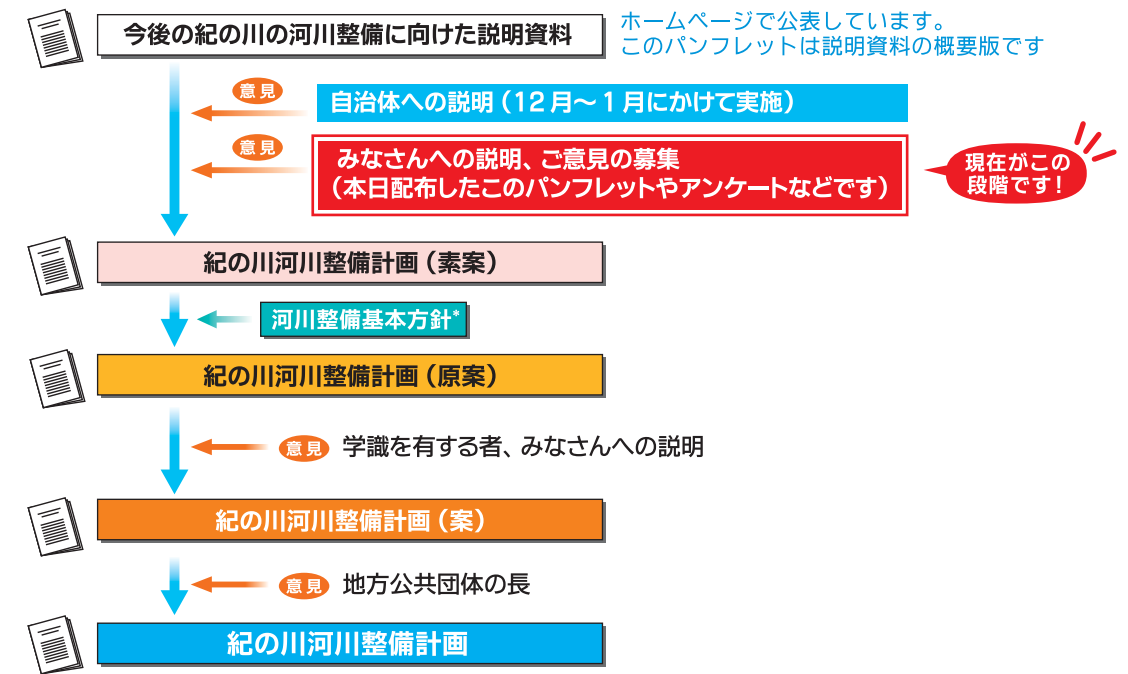 今後の紀の川の河川整備に向けた説明資料
ホームページで公表しています。
このパンフレットは説明資料の概要版です
意見
自治体への説明（12月～1月にかけて実施）
意見
みなさんへの説明、ご意見の募集
（本日配布したこのパンフレットやアンケートなどです）
現在がこの
段階です！
紀の川河川整備計画（素案）
河川整備基本方針*
紀の川河川整備計画（原案）
意見 学識を有する者、みなさんへの説明
紀の川河川整備計画（案）
意見 地方公共団体の長
紀の川河川整備計画